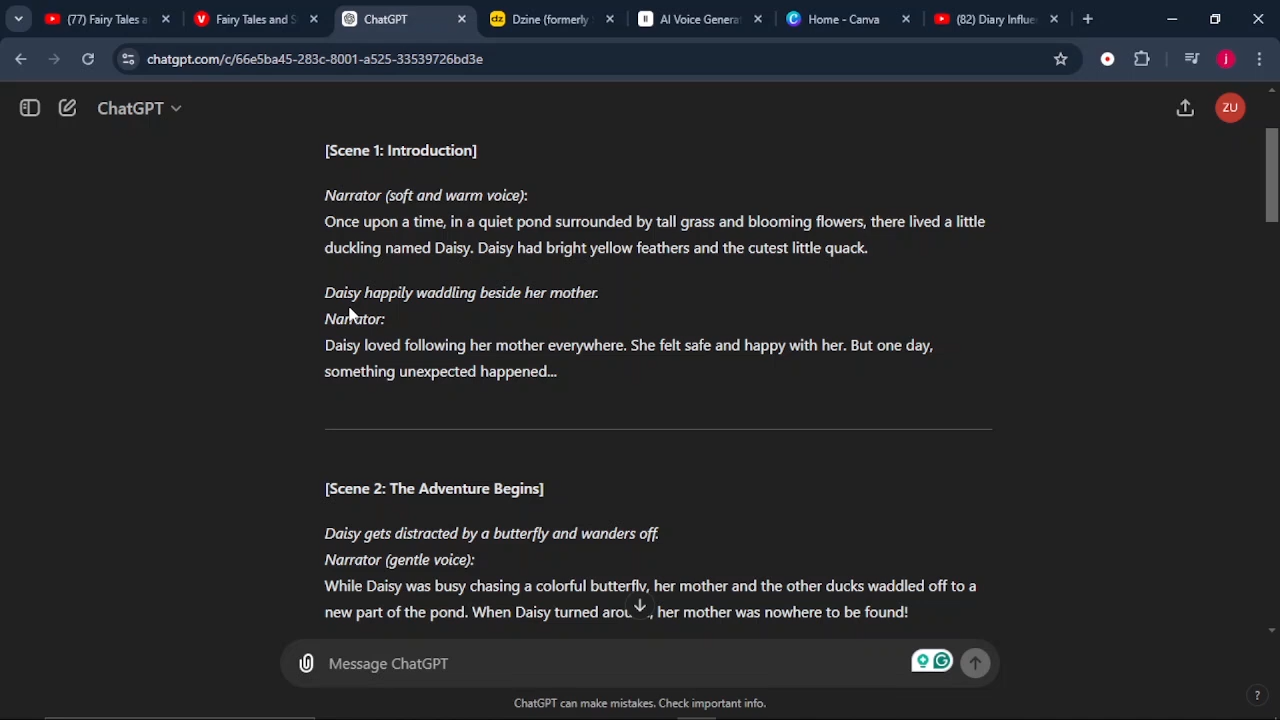 (77) Fairy Tales a
Fairy Tales and S
ChatGPT
Dzine (formerly
AI Voice Genera
Home - Canva
(82) Diary Influe
chatgpt.com/c/66e5ba45-283c-8001-a525-33539726bd3e
j
ChatGPT
ZU
[Scene 1: Introduction]
Narrator (soft and warm voice):
Once upon a time, in a quiet pond surrounded by tall grass and blooming flowers, there lived a little
duckling named Daisy. Daisy had bright yellow feathers and the cutest little quack.
Daisy happily waddling beside her mother.
Narrator:
Daisy loved following her mother everywhere. She felt safe and happy with her. But one day,
something unexpected happened...
[Scene 2: The Adventure Begins]
Daisy gets distracted by a butterfly and wanders off.
Narrator (gentle voice):
While Daisy was busy chasing a colorful butterfly, her mother and the other ducks waddled off to a
new part of the pond. When Daisy turned arou , her mother was nowhere to be found!
Message ChatGPT
ChatGPT can make mistakes. Check important info.
?